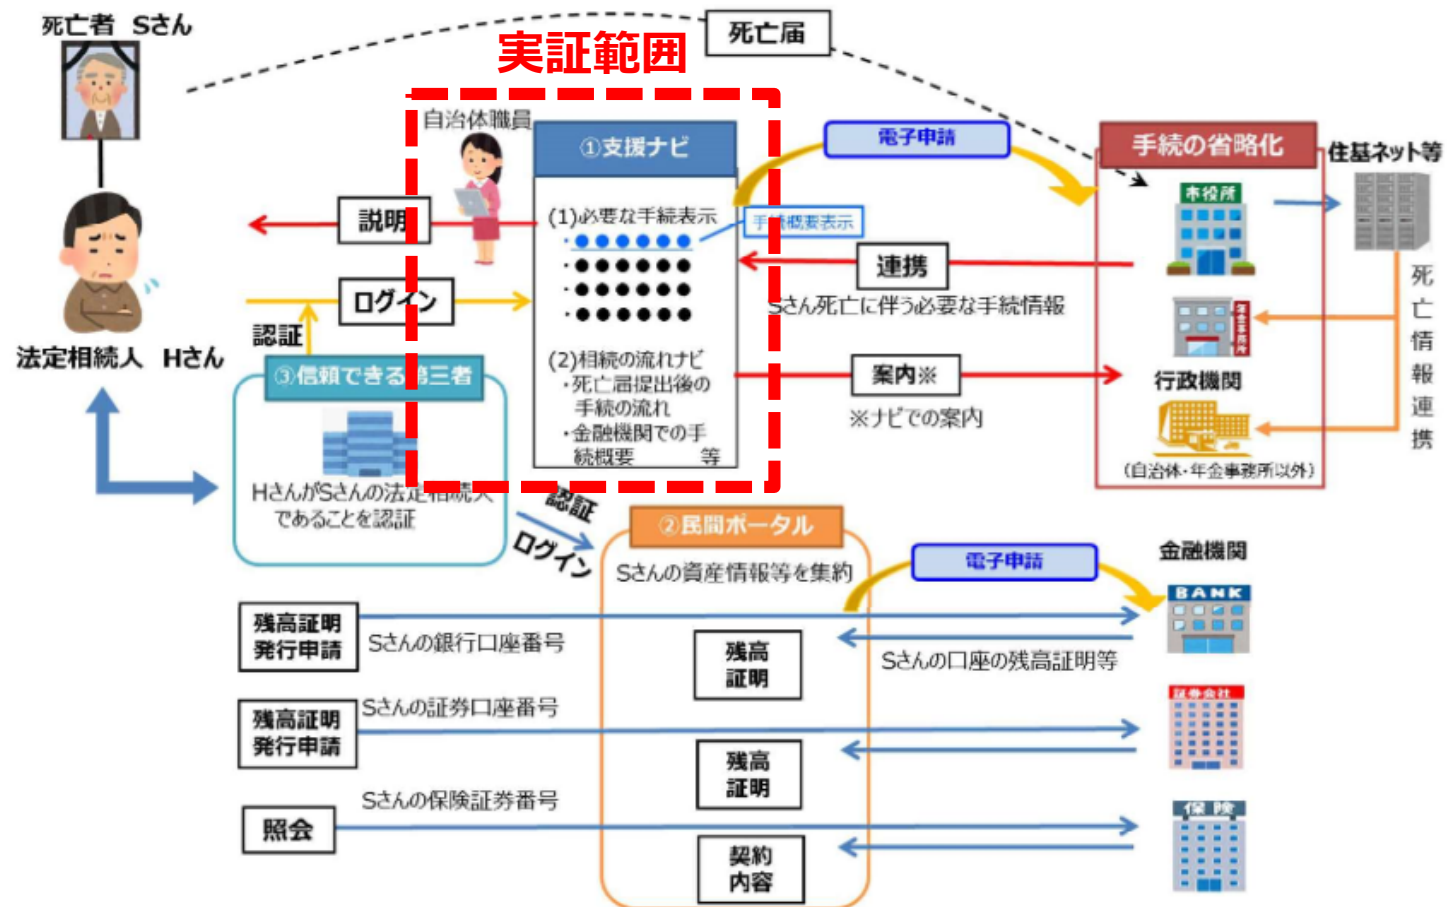 死亡者 Sさん
死亡届
実証範囲
自治体職員
①支援ナビ
電子申請
手続の省略化
住基ネット等
市役所
説明
(1)必要な手続表示
手続概要表示
連携
Sさん死亡に伴う必要な手続情報
ログイン
認証
法定相続人 Hさん
年金事務所
死亡情報連携
③信頼できる第三者
(2)相続の流れナビ
・死亡届提出後の
手続の流れ
・金融機関での手
続概要 等
案内※
※ナビでの案内
行政機関
(自治体・年金事務所以外)
HさんがSさんの法定相続人
であることを認証
認証
ログイン
②民間ポータル
Sさんの資産情報等を集約
電子申請
金融機関
BANK
残高証明
発行申請
Sさんの銀行口座番号
残高
証明
Sさんの口座の残高証明等
残高証明
発行申請
Sさんの証券口座番号
残高
証明
証券会社
照会
Sさんの保険証券番号
契約
内容
保険